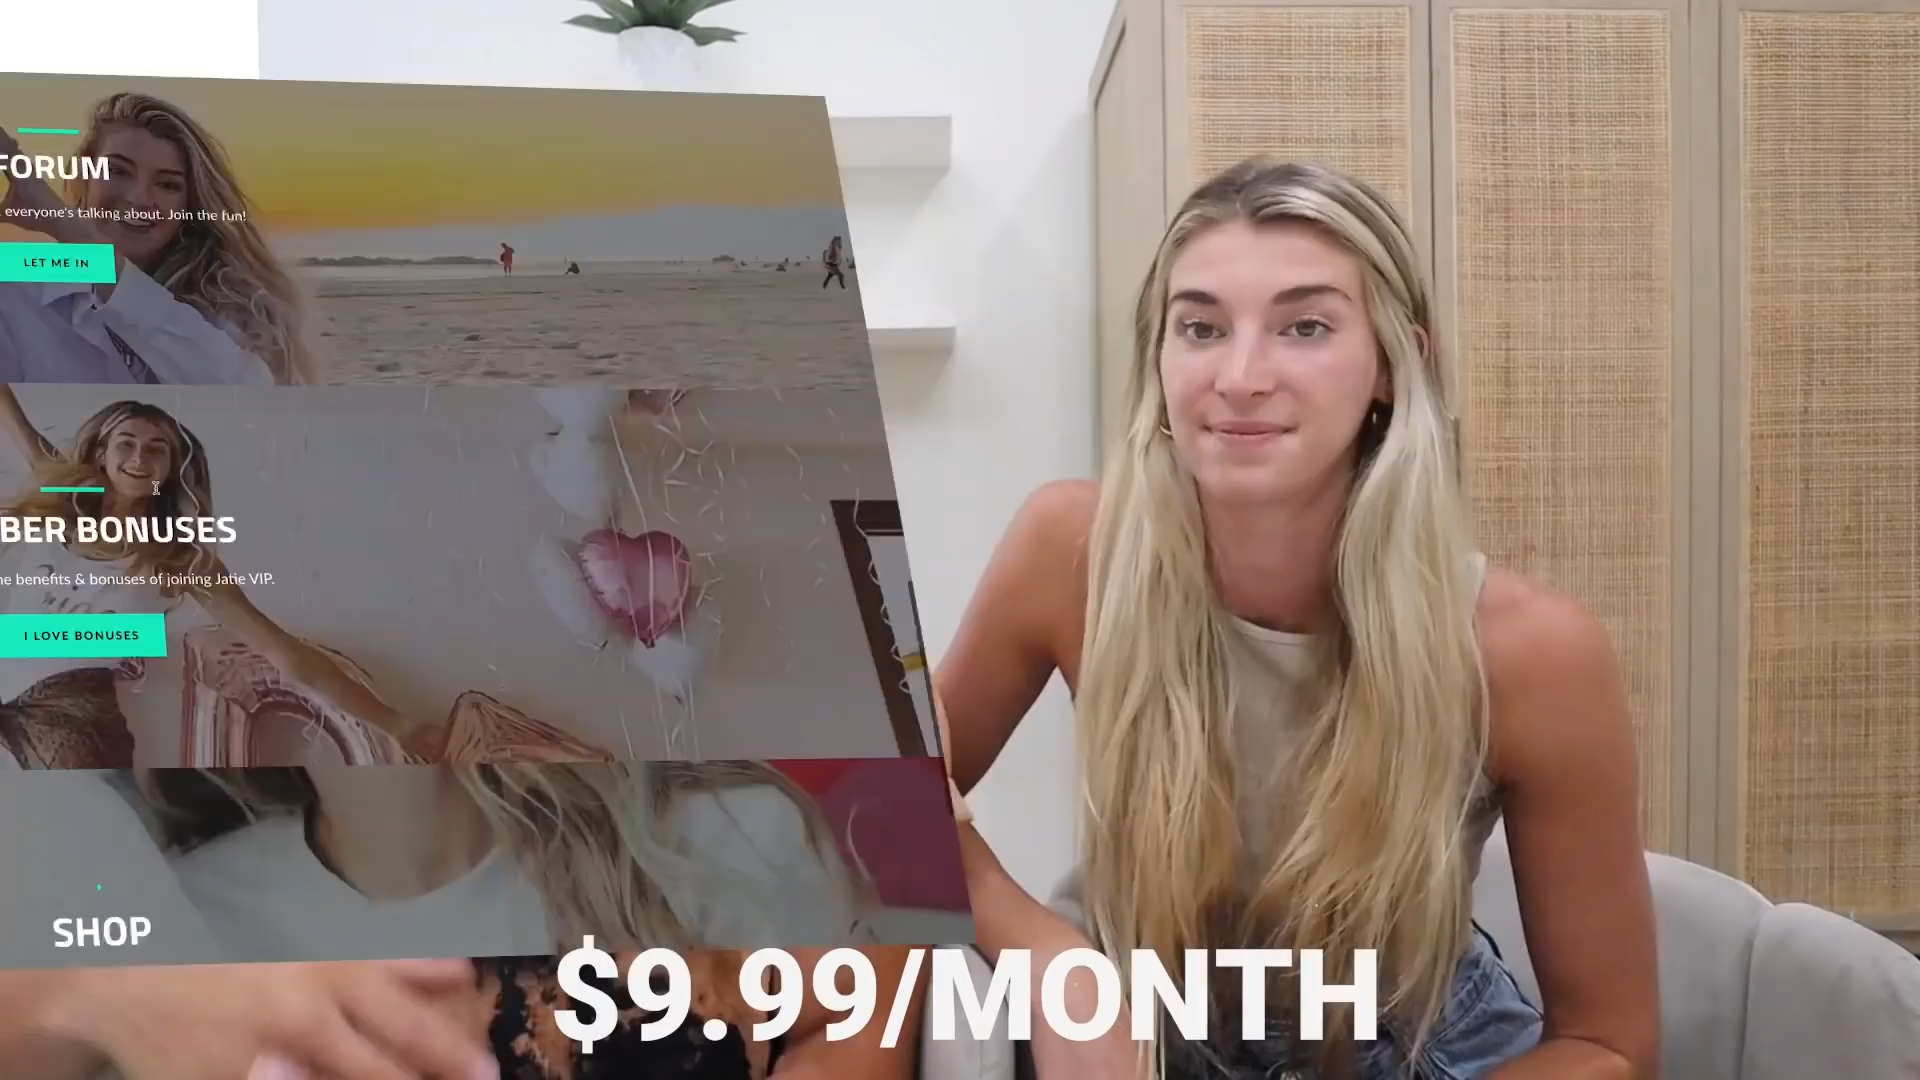 FORUM
everyone's talking about. Join the fun!
LET ME IN
BER BONUSES
benefits & bonuses of joining Jatie VIP.
I LOVE BONUSES
SHOP
$9.99/MONTH